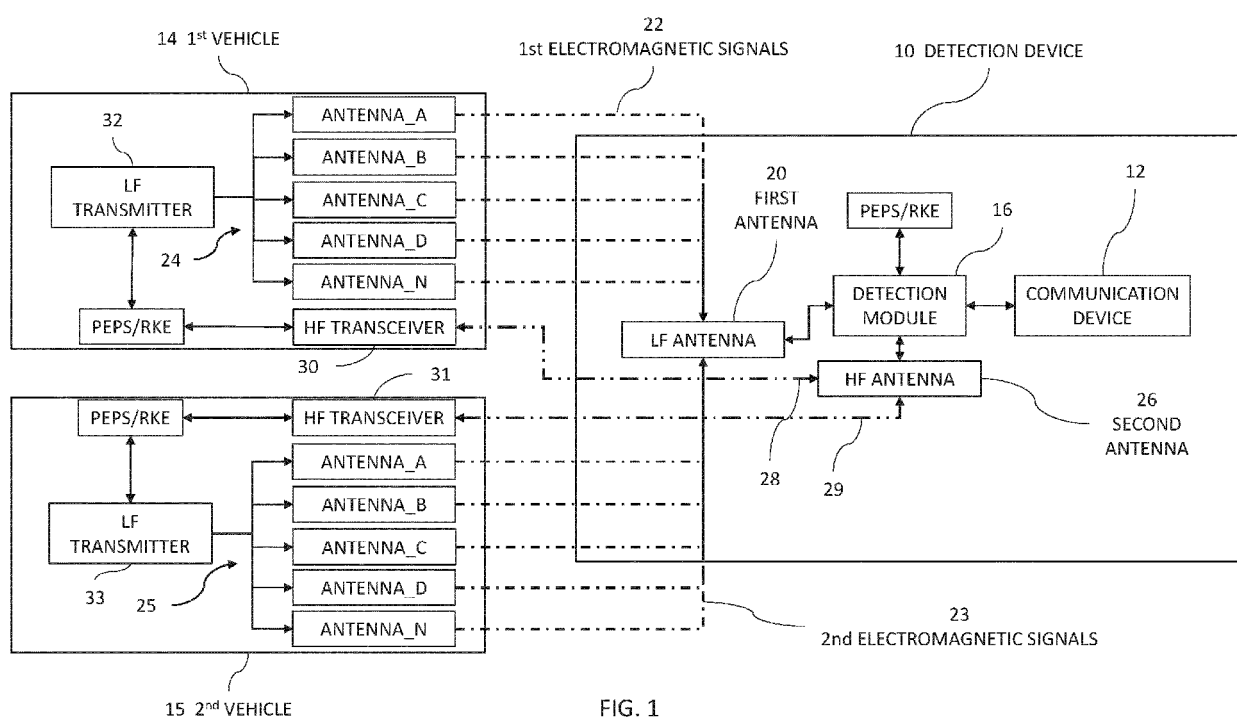 14 1st VEHICLE
22
1st ELECTROMAGNETIC SIGNALS
10 DETECTION DEVICE
32
LF
TRANSMITTER
24
PEPS/RKE
ANTENNA_A
ANTENNA_B
ANTENNA_C
ANTENNA_D
ANTENNA_N
HF TRANSCEIVER
30
20
FIRST
ANTENNA
LF ANTENNA
PEPS/RKE
16
DETECTION
MODULE
12
COMMUNICATION
DEVICE
HF ANTENNA
26
SECOND
ANTENNA
28
29
31
PEPS/RKE
HF TRANSCEIVER
LF
TRANSMITTER
33
25
ANTENNA_A
ANTENNA_B
ANTENNA_C
ANTENNA_D
ANTENNA_N
23
2nd ELECTROMAGNETIC SIGNALS
15 2nd VEHICLE
FIG. 1